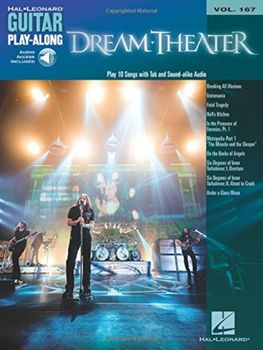 HAL•LEONARD®
GUITAR
PLAY-ALONG
AUDIO
ACCESS
INCLUDED
VOL. 167
DREAM•THEATER
Play 10 Songs with Tab and Sound-alike Audio
Breaking All Illusions
Erotomania
Fatal Tragedy
Hell's Kitchen
In the Presence of
Enemies, Pt. 1
Metropolis-Part 1
"The Miracle and the Sleeper"
On the Backs of Angels
Six Degrees of Inner
Turbulence: I. Overture
Six Degrees of Inner
Turbulence: II. About to Crash
Under a Glass Moon
HAL•LEONARD®